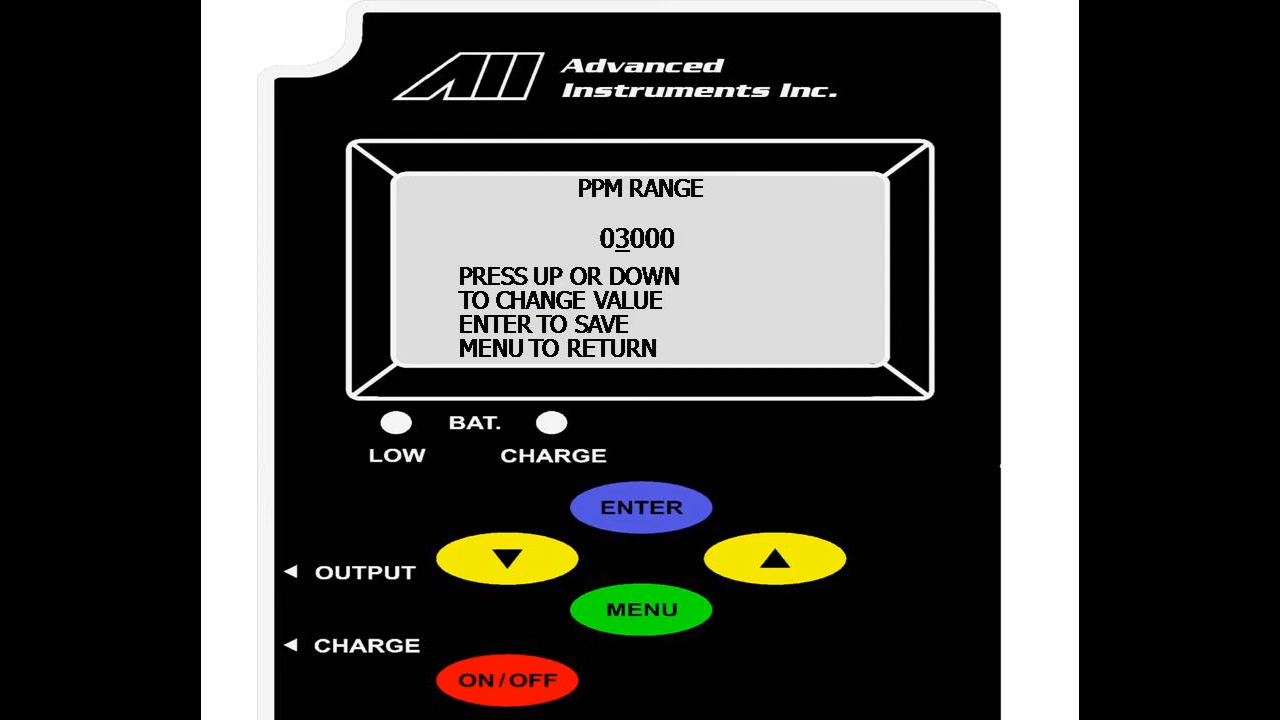 AII Advanced
Instruments Inc.
PPM RANGE
03000
PRESS UP OR DOWN
TO CHANGE VALUE
ENTER TO SAVE
MENU TO RETURN
BAT.
LOW CHARGE
ENTER
OUTPUT
MENU
CHARGE
ON/OFF